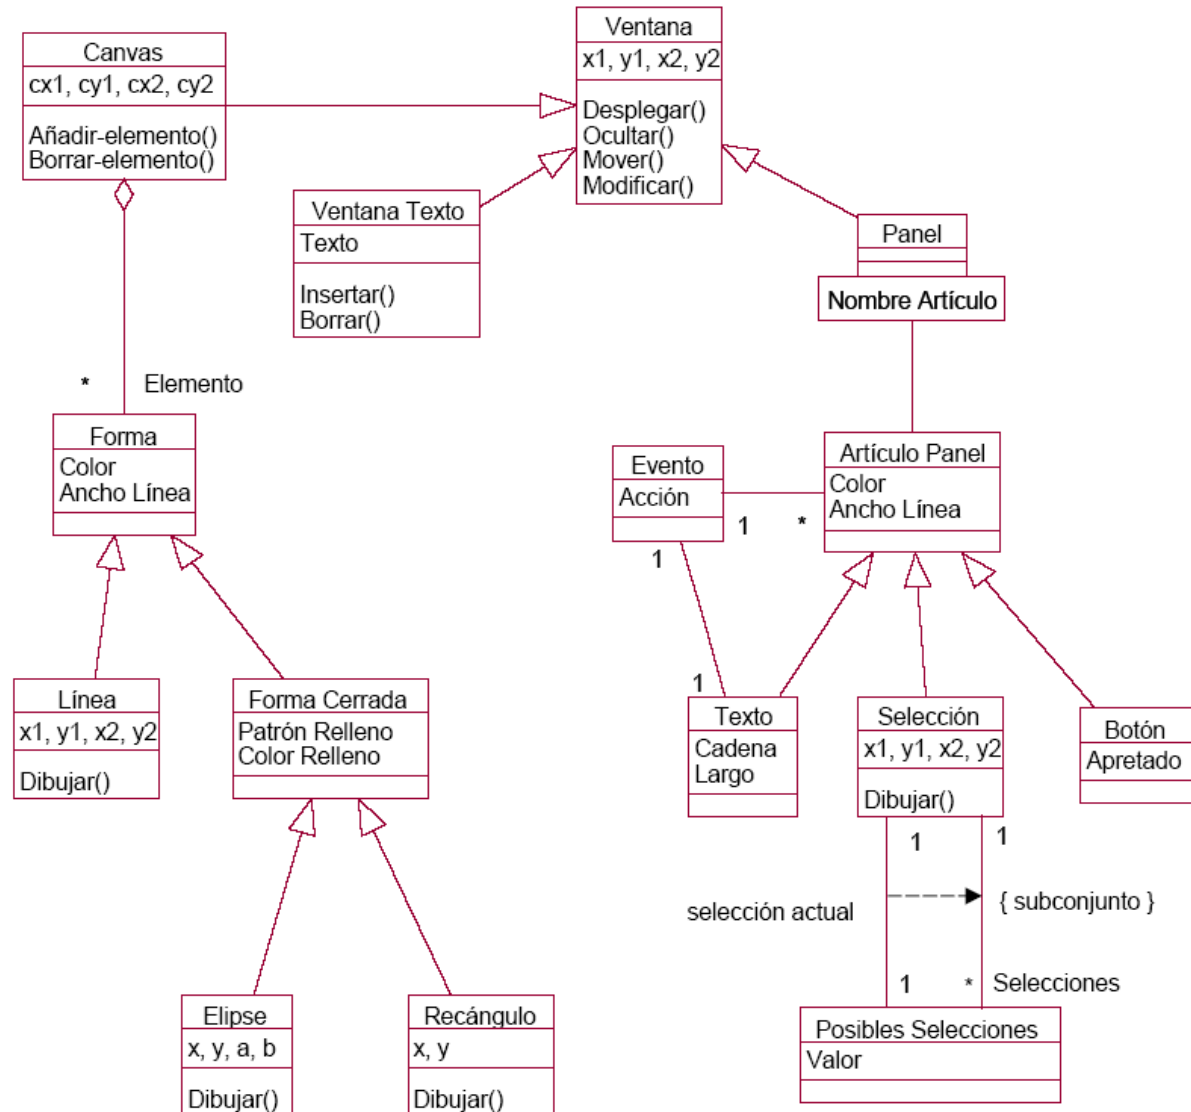 Canvas
cx1, cy1, cx2, cy2
Añadir-elemento()
Borrar-elemento()
Ventana
x1, y1, x2, y2
Desplegar()
Ocultar()
Mover()
Modificar()
Ventana Texto
Texto
Insertar()
Borrar()
Panel
Nombre Artículo
* Elemento
Forma
Color
Ancho Línea
Evento
Acción
Artículo Panel
Color
Ancho Línea
1 *
1
1
Línea
x1, y1, x2, y2
Dibujar()
Forma Cerrada
Patrón Relleno
Color Relleno
Texto
Cadena
Largo
Selección
x1, y1, x2, y2
Dibujar()
Botón
Apretado
1 1
selección actual
{ subconjunto }
1 * Selecciones
Elipse
x, y, a, b
Dibujar()
Recángulo
x, y
Dibujar()
Posibles Selecciones
Valor